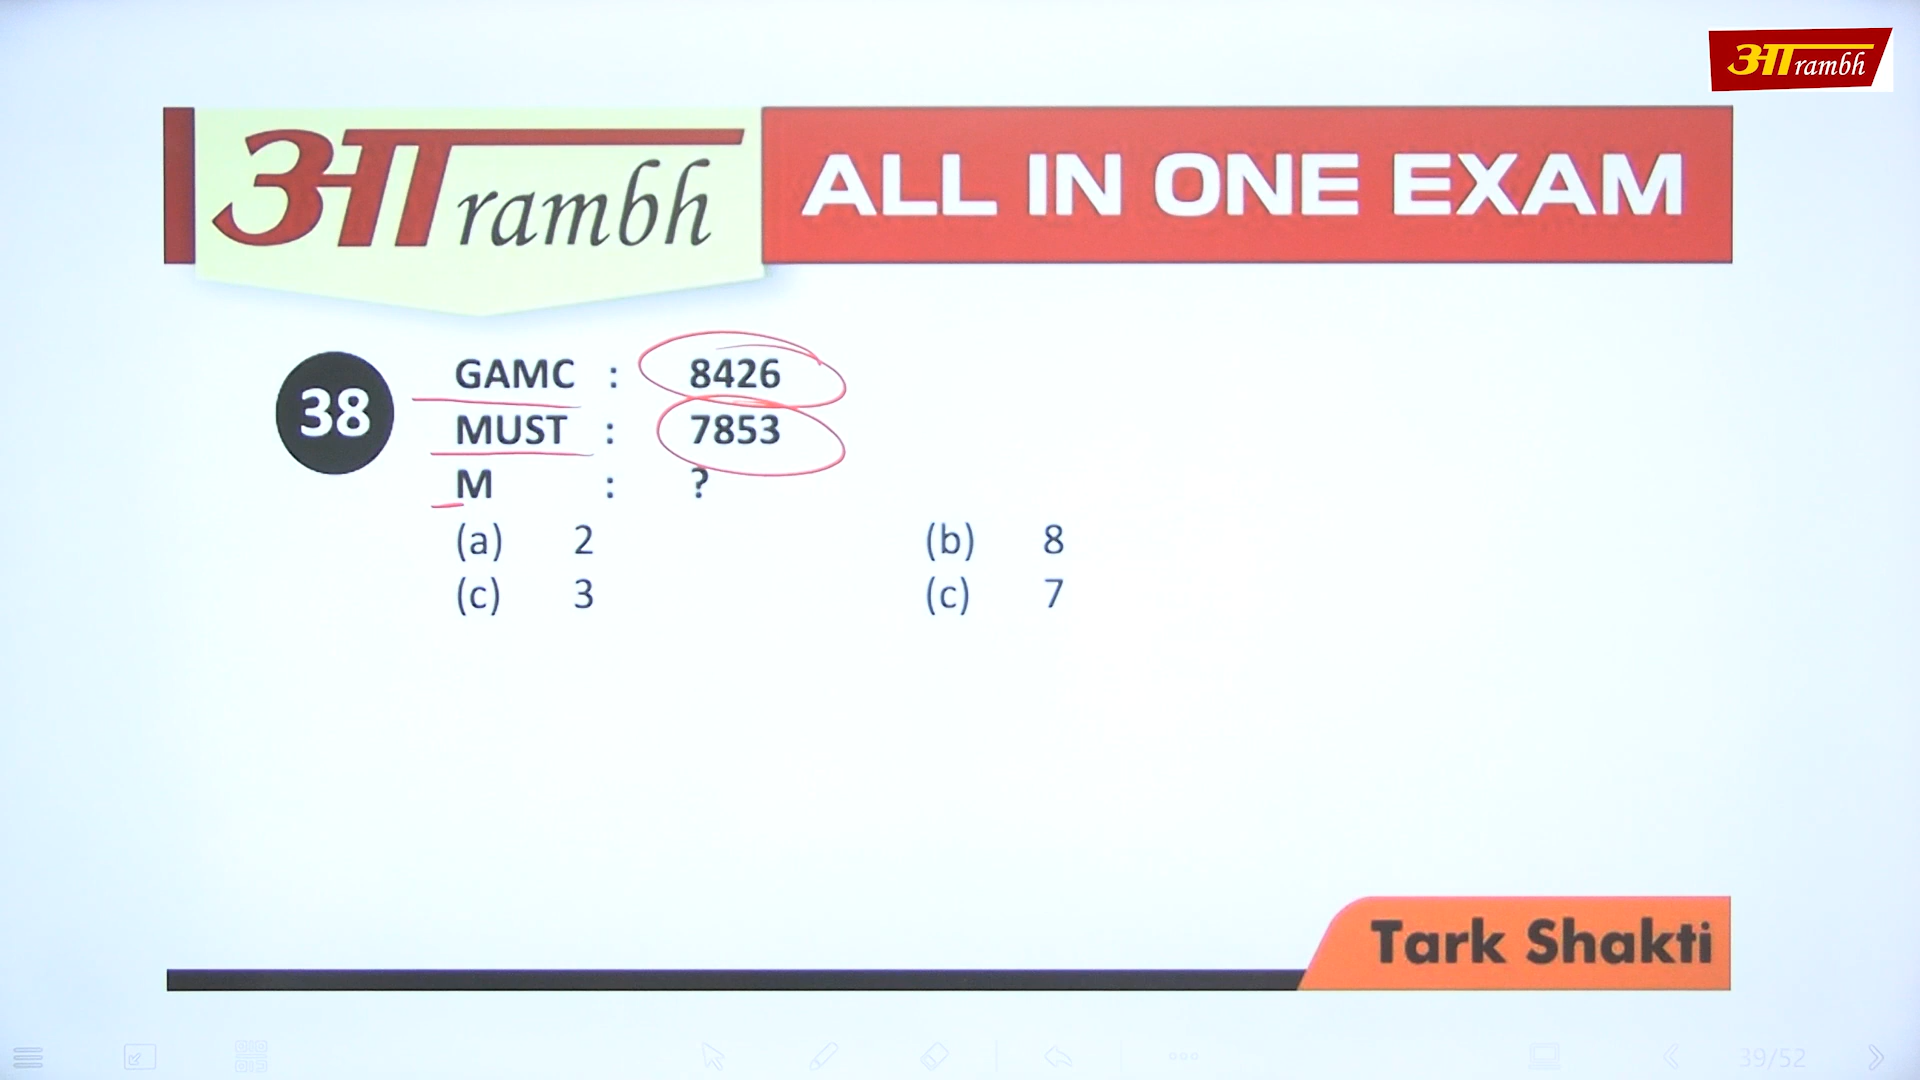 आrambh
आrambh ALL IN ONE EXAM
38
GAMC : 8426
MUST : 7853
M : ?
(a) 2 (b) 8
(c) 3 (c) 7
Tark Shakti
39/52